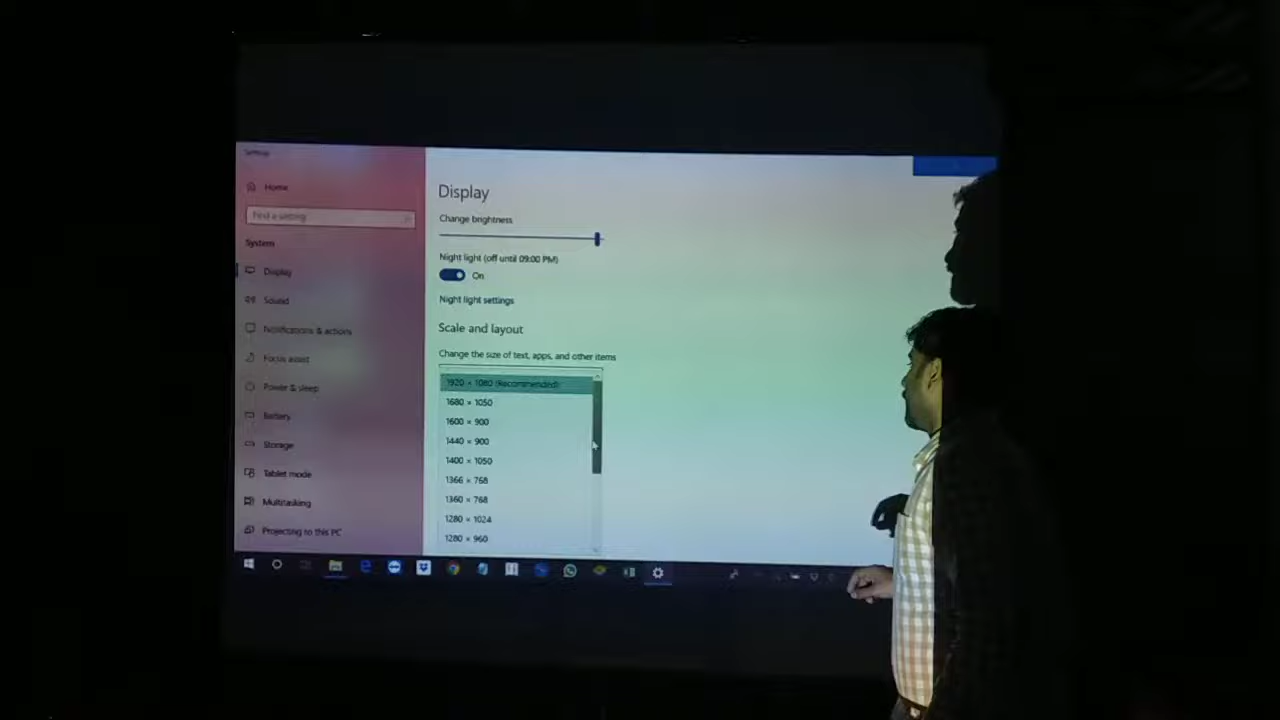 Settings
Home
Find a setting
System
Display
Sound
Notifications & actions
Focus assist
Power & sleep
Battery
Storage
Tablet mode
Multitasking
Projecting to this PC
Display
Change brightness
Night light (off until 09:00 PM)
On
Night light settings
Scale and layout
Change the size of text, apps, and other items
1920 × 1080 (Recommended)
1680 × 1050
1600 × 900
1440 × 900
1400 × 1050
1366 × 768
1360 × 768
1280 × 1024
1280 × 960